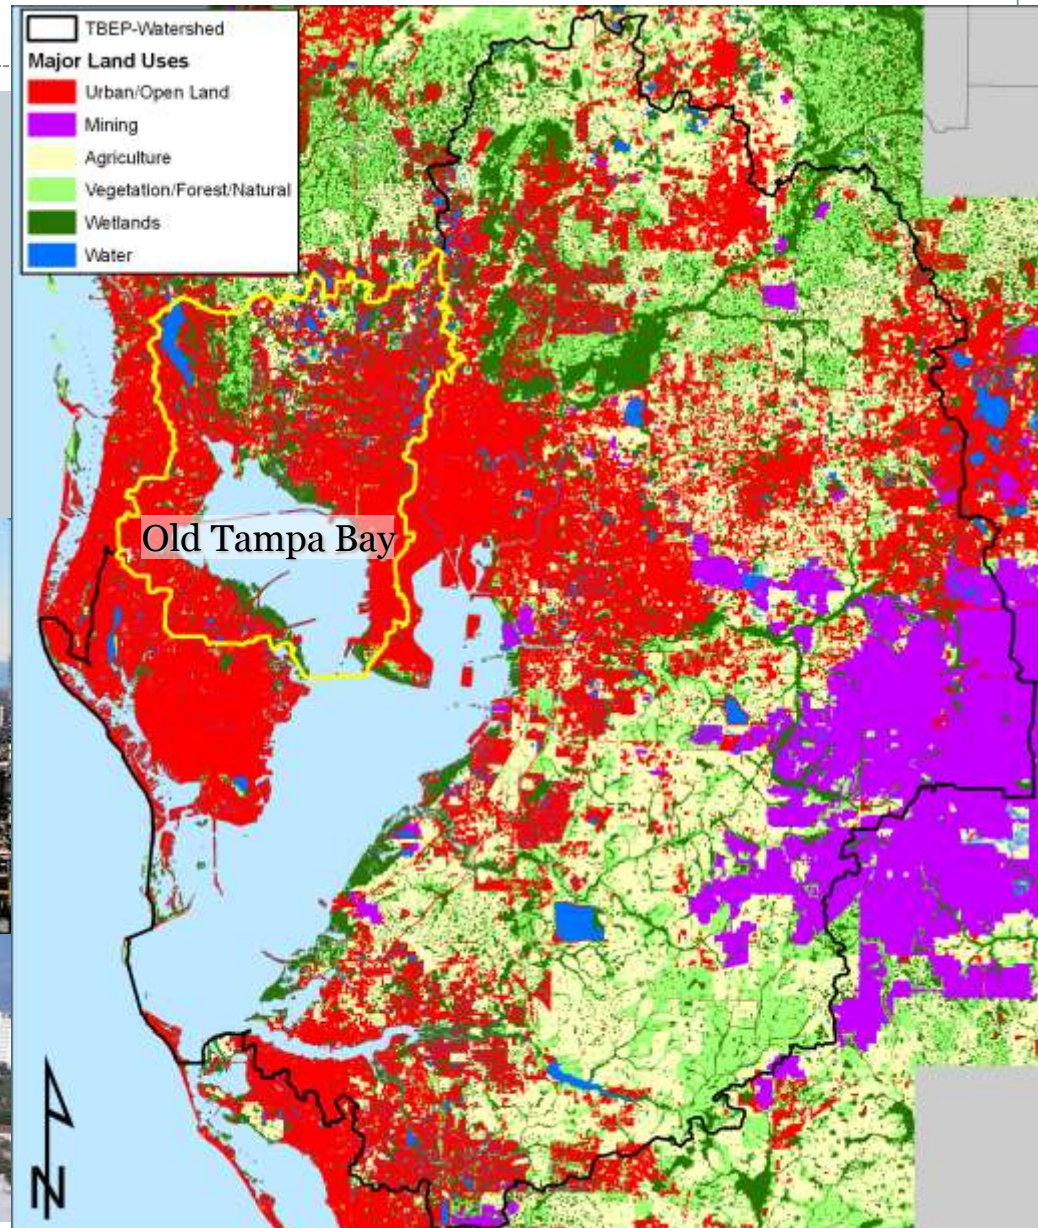 TBEP-Watershed
Major Land Uses
Urban/Open Land
Mining
Agriculture
Vegetation/Forest/Natural
Wetlands
Water
Old Tampa Bay
N